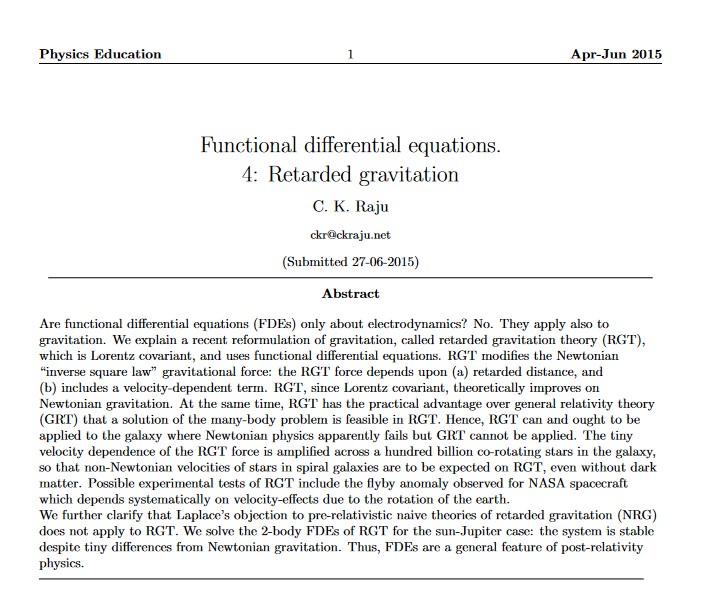 Physics Education 1 Apr-Jun 2015
Functional differential equations.
4: Retarded gravitation
C. K. Raju
ckr@ckraju.net
(Submitted 27-06-2015)
Abstract
Are functional differential equations (FDEs) only about electrodynamics? No. They apply also to
gravitation. We explain a recent reformulation of gravitation, called retarded gravitation theory (RGT),
which is Lorentz covariant, and uses functional differential equations. RGT modifies the Newtonian
“inverse square law” gravitational force: the RGT force depends upon (a) retarded distance, and
(b) includes a velocity-dependent term. RGT, since Lorentz covariant, theoretically improves on
Newtonian gravitation. At the same time, RGT has the practical advantage over general relativity theory
(GRT) that a solution of the many-body problem is feasible in RGT. Hence, RGT can and ought to be
applied to the galaxy where Newtonian physics apparently fails but GRT cannot be applied. The tiny
velocity dependence of the RGT force is amplified across a hundred billion co-rotating stars in the galaxy,
so that non-Newtonian velocities of stars in spiral galaxies are to be expected on RGT, even without dark
matter. Possible experimental tests of RGT include the flyby anomaly observed for NASA spacecraft
which depends systematically on velocity-effects due to the rotation of the earth.
We further clarify that Laplace’s objection to pre-relativistic naive theories of retarded gravitation (NRG)
does not apply to RGT. We solve the 2-body FDEs of RGT for the sun-Jupiter case: the system is stable
despite tiny differences from Newtonian gravitation. Thus, FDEs are a general feature of post-relativity
physics.